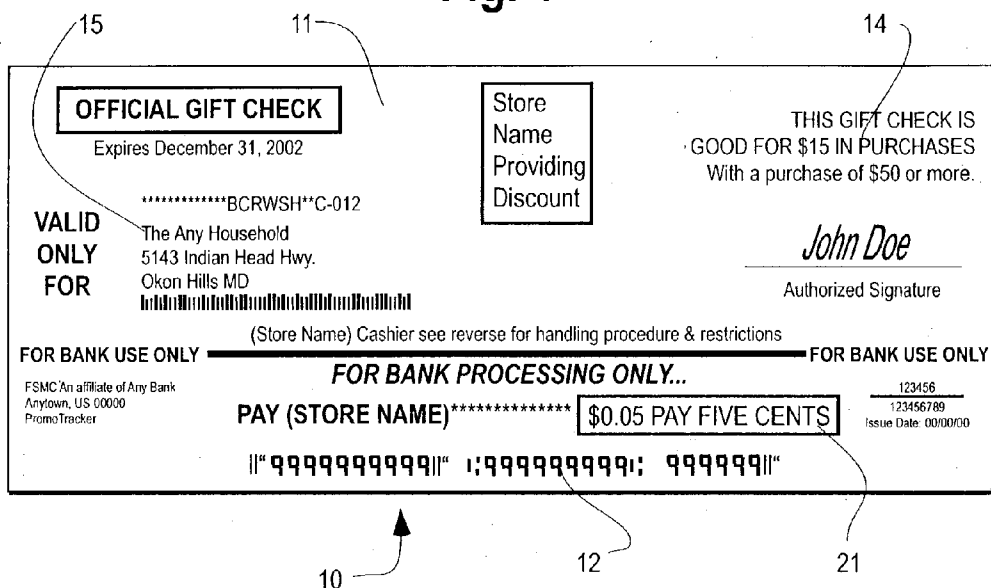 15
11
14
OFFICIAL GIFT CHECK
Expires December 31, 2002
Store
Name
Providing
Discount
THIS GIFT CHECK IS
GOOD FOR $15 IN PURCHASES
With a purchase of $50 or more.
VALID
ONLY
FOR
*************BCRWSH**C-012
The Any Household
5143 Indian Head Hwy.
Okon Hills MD
John Doe
Authorized Signature
(Store Name) Cashier see reverse for handling procedure & restrictions
FOR BANK USE ONLY
FOR BANK USE ONLY
FOR BANK PROCESSING ONLY...
FSMC An affiliate of Any Bank
Anytown, US 00000
PromoTracker
PAY (STORE NAME)**************
$0.05 PAY FIVE CENTS
123456
123456789
Issue Date: 00/00/00
⑈9999999999⑈ ⑆999999999⑆ 999999⑈
10
12
21